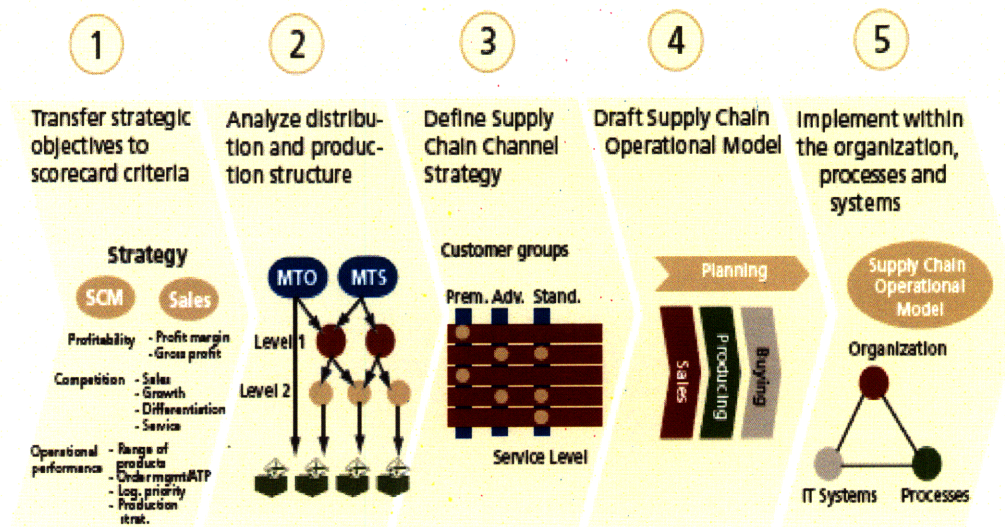 1
2
3
4
5
Transfer strategic
objectives to
scorecard criteria
Analyze distribu-
tion and produc-
tion structure
Define Supply
Chain Channel
Strategy
Draft Supply Chain
Operational Model
Implement within
the organization,
processes and
systems
Strategy
SCM
Sales
Profitability
- Profit margin
- Gross profit
Competition
- Sales
- Growth
- Differentiation
- Service
Operational
performance
- Range of
products
- Order mgmt/ATP
- Log. priority
- Production
strat.
MTO
MTS
Level 1
Level 2
Customer groups
Prem. Adv. Stand.
Service Level
Planning
Sales
Producing
Buying
Supply Chain
Operational
Model
Organization
IT Systems
Processes